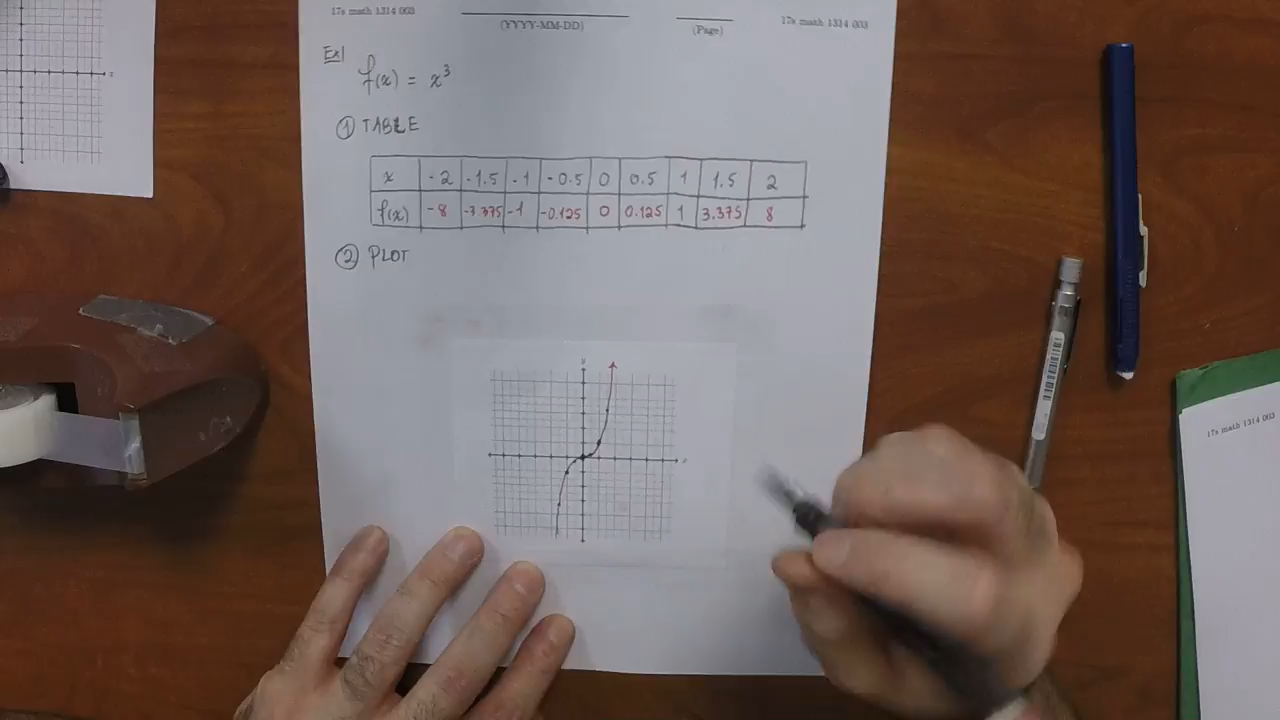 17s math 1314 003 (YYYY-MM-DD) (Page) 17s math 1314 003
Ex1
f(x) = x³
① TABLE
x -2 -1.5 -1 -0.5 0 0.5 1 1.5 2
f(x) -8 -3.375 -1 -0.125 0 0.125 1 3.375 8
② PLOT
y
x
x
17s math 1314 003